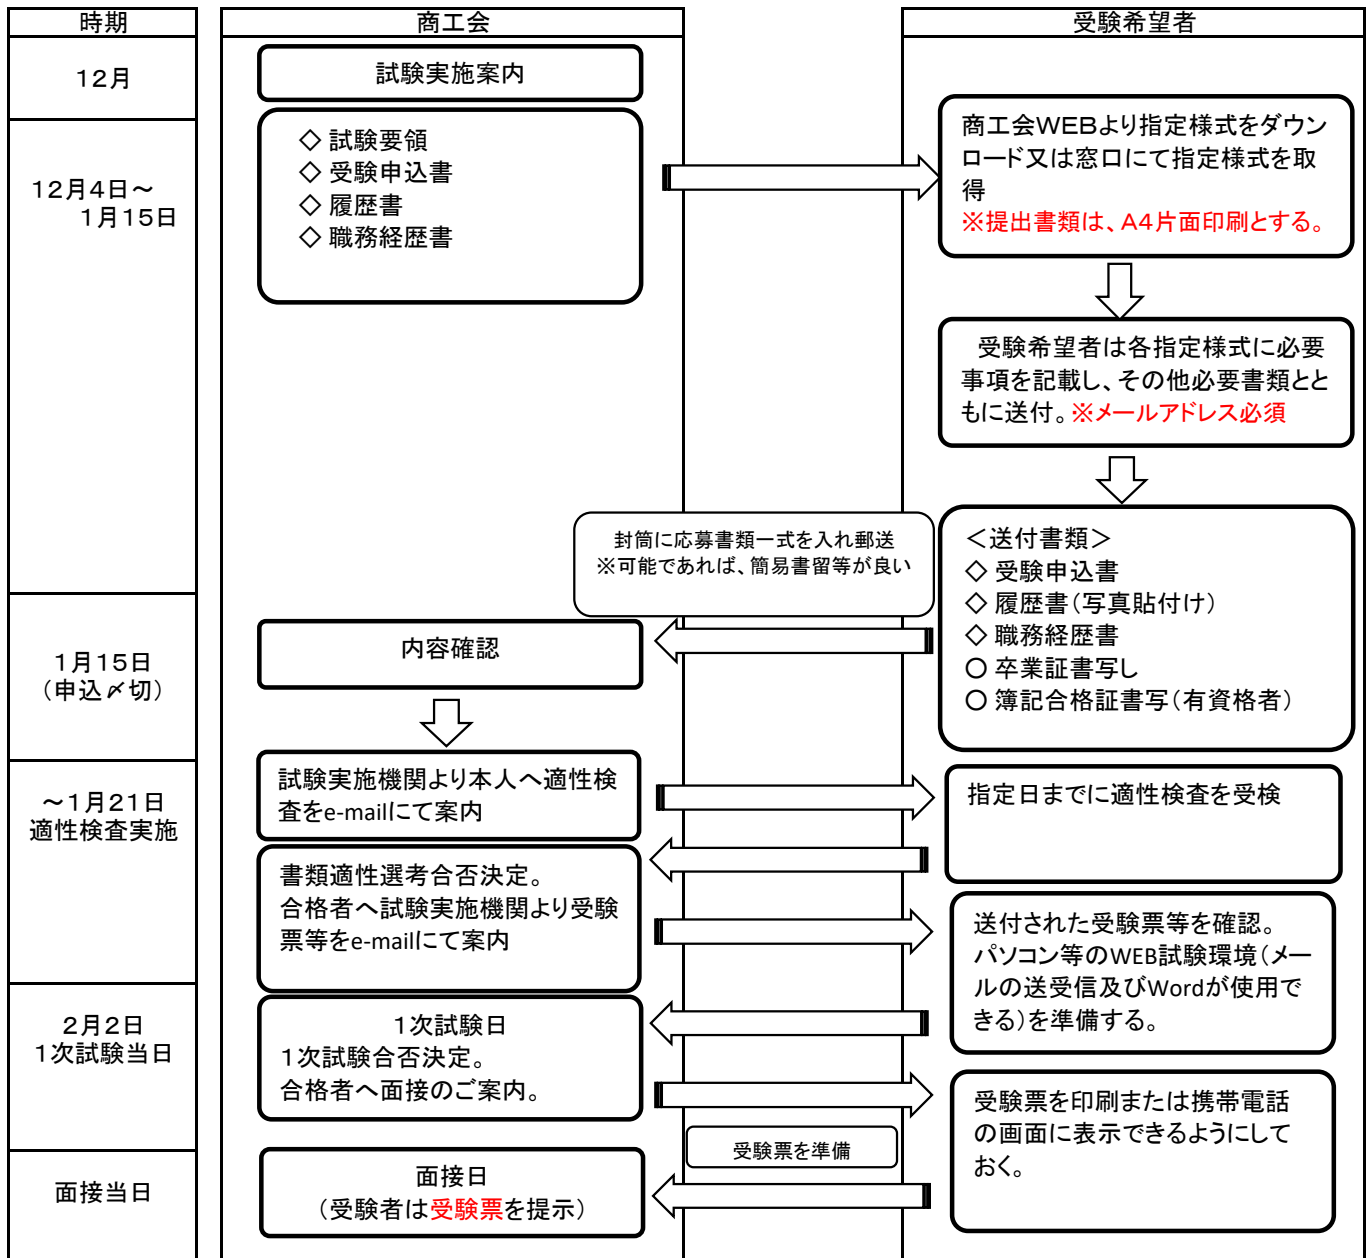 時期
商工会
受験希望者
12月
試験実施案内
12月4日～
1月15日
◇ 試験要領
◇ 受験申込書
◇ 履歴書
◇ 職務経歴書
商工会WEBより指定様式をダウン
ロード又は窓口にて指定様式を取
得
※提出書類は、A4片面印刷とする。
受験希望者は各指定様式に必要
事項を記載し、その他必要書類とと
もに送付。※メールアドレス必須
封筒に応募書類一式を入れ郵送
※可能であれば、簡易書留等が良い
＜送付書類＞
◇ 受験申込書
◇ 履歴書（写真貼付け）
◇ 職務経歴書
○ 卒業証書写し
○ 簿記合格証書写（有資格者）
1月15日
（申込〆切）
内容確認
～1月21日
適性検査実施
試験実施機関より本人へ適性検
査をe-mailにて案内
指定日までに適性検査を受検
書類適性選考合否決定。
合格者へ試験実施機関より受験
票等をe-mailにて案内
送付された受験票等を確認。
パソコン等のWEB試験環境（メー
ルの送受信及びWordが使用で
きる）を準備する。
2月2日
1次試験当日
1次試験日
1次試験合否決定。
合格者へ面接のご案内。
受験票を印刷または携帯電話
の画面に表示できるようにして
おく。
受験票を準備
面接当日
面接日
（受験者は受験票を提示）